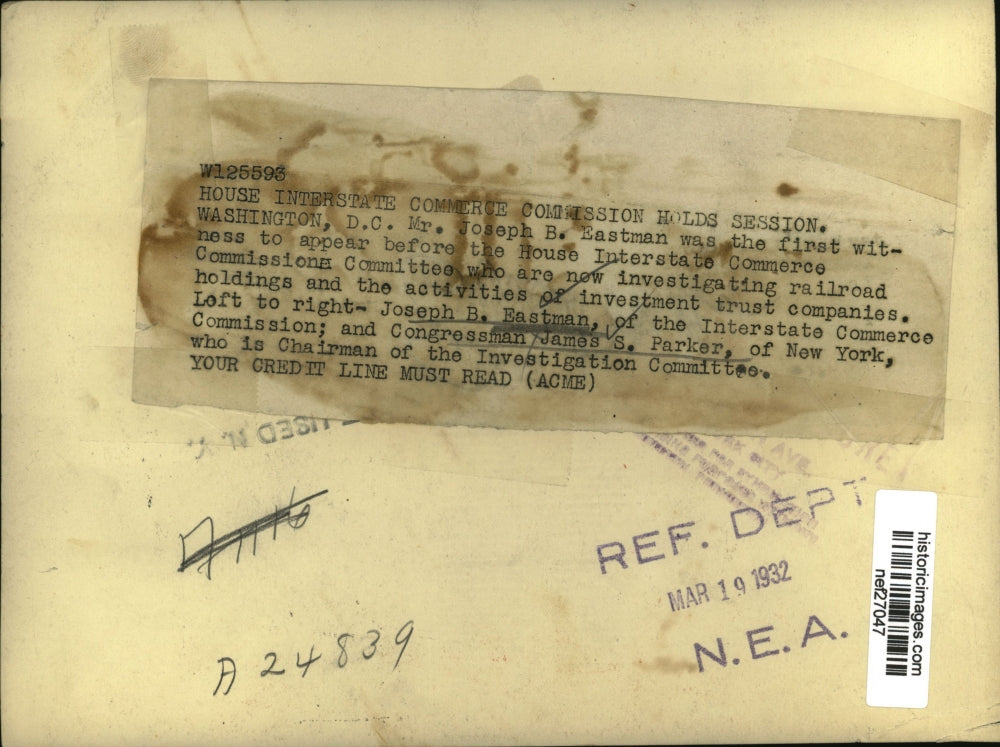 W125593
HOUSE INTERSTATE COMMERCE COMMISSION HOLDS SESSION.
WASHINGTON, D.C. Mr. Joseph B. Eastman was the first wit-
ness to appear before the House Interstate Commerce
Commissions Committee who are now investigating railroad
holdings and the activities of investment trust companies.
Left to right- Joseph B. Eastman, of the Interstate Commerce
Commission; and Congressman James S. Parker, of New York,
who is Chairman of the Investigation Committee.
YOUR CREDIT LINE MUST READ (ACME)
USED N.Y.
AVE.
REF. DEPT
MAR 19 1932
N.E.A.
A 24839
historicimages.com
nef27047